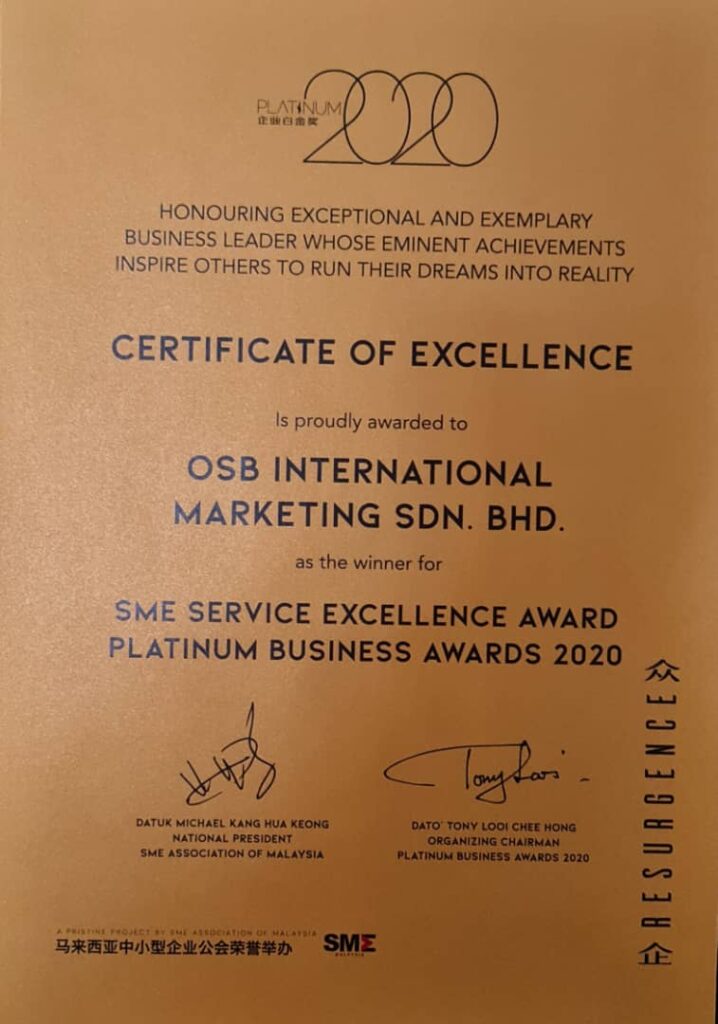 2020
PLATINUM
企业白金奖
HONOURING EXCEPTIONAL AND EXEMPLARY
BUSINESS LEADER WHOSE EMINENT ACHIEVEMENTS
INSPIRE OTHERS TO RUN THEIR DREAMS INTO REALITY
CERTIFICATE OF EXCELLENCE
Is proudly awarded to
OSB INTERNATIONAL
MARKETING SDN. BHD.
as the winner for
SME SERVICE EXCELLENCE AWARD
PLATINUM BUSINESS AWARDS 2020
Tony Looi
DATUK MICHAEL KANG HUA KEONG
NATIONAL PRESIDENT
SME ASSOCIATION OF MALAYSIA
DATO' TONY LOOI CHEE HONG
ORGANIZING CHAIRMAN
PLATINUM BUSINESS AWARDS 2020
企 RESURGENCE 众
A PRISTINE PROJECT BY SME ASSOCIATION OF MALAYSIA
马来西亚中小型企业公会荣誉举办
SME
MALAYSIA